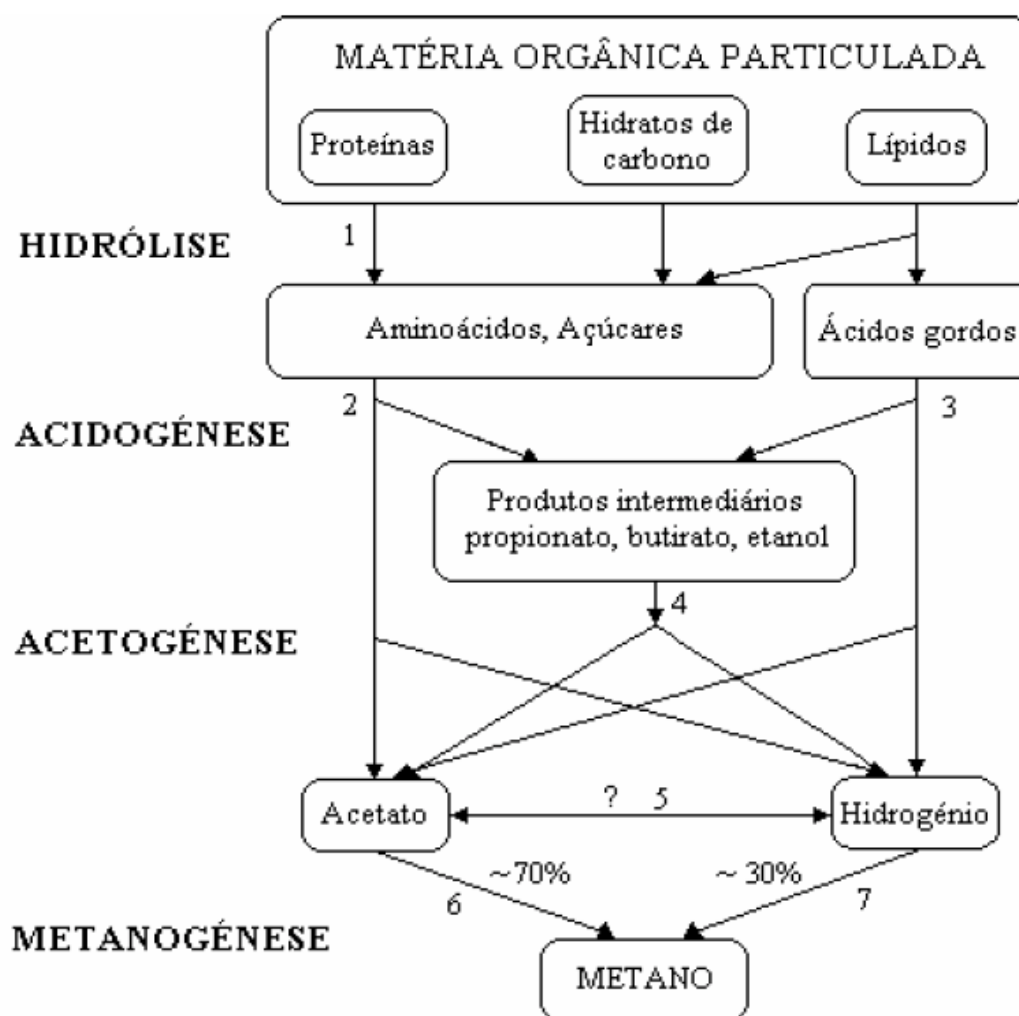 MATÉRIA ORGÂNICA PARTICULADA
Proteínas
Hidratos de
carbono
Lípidos
HIDRÓLISE
1
Aminoácidos, Açúcares
Ácidos gordos
2
3
ACIDOGÉNESE
Produtos intermediários
propionato, butirato, etanol
4
ACETOGÉNESE
Acetato
? 5
Hidrogénio
~70%
~ 30%
6
7
METANOGÉNESE
METANO